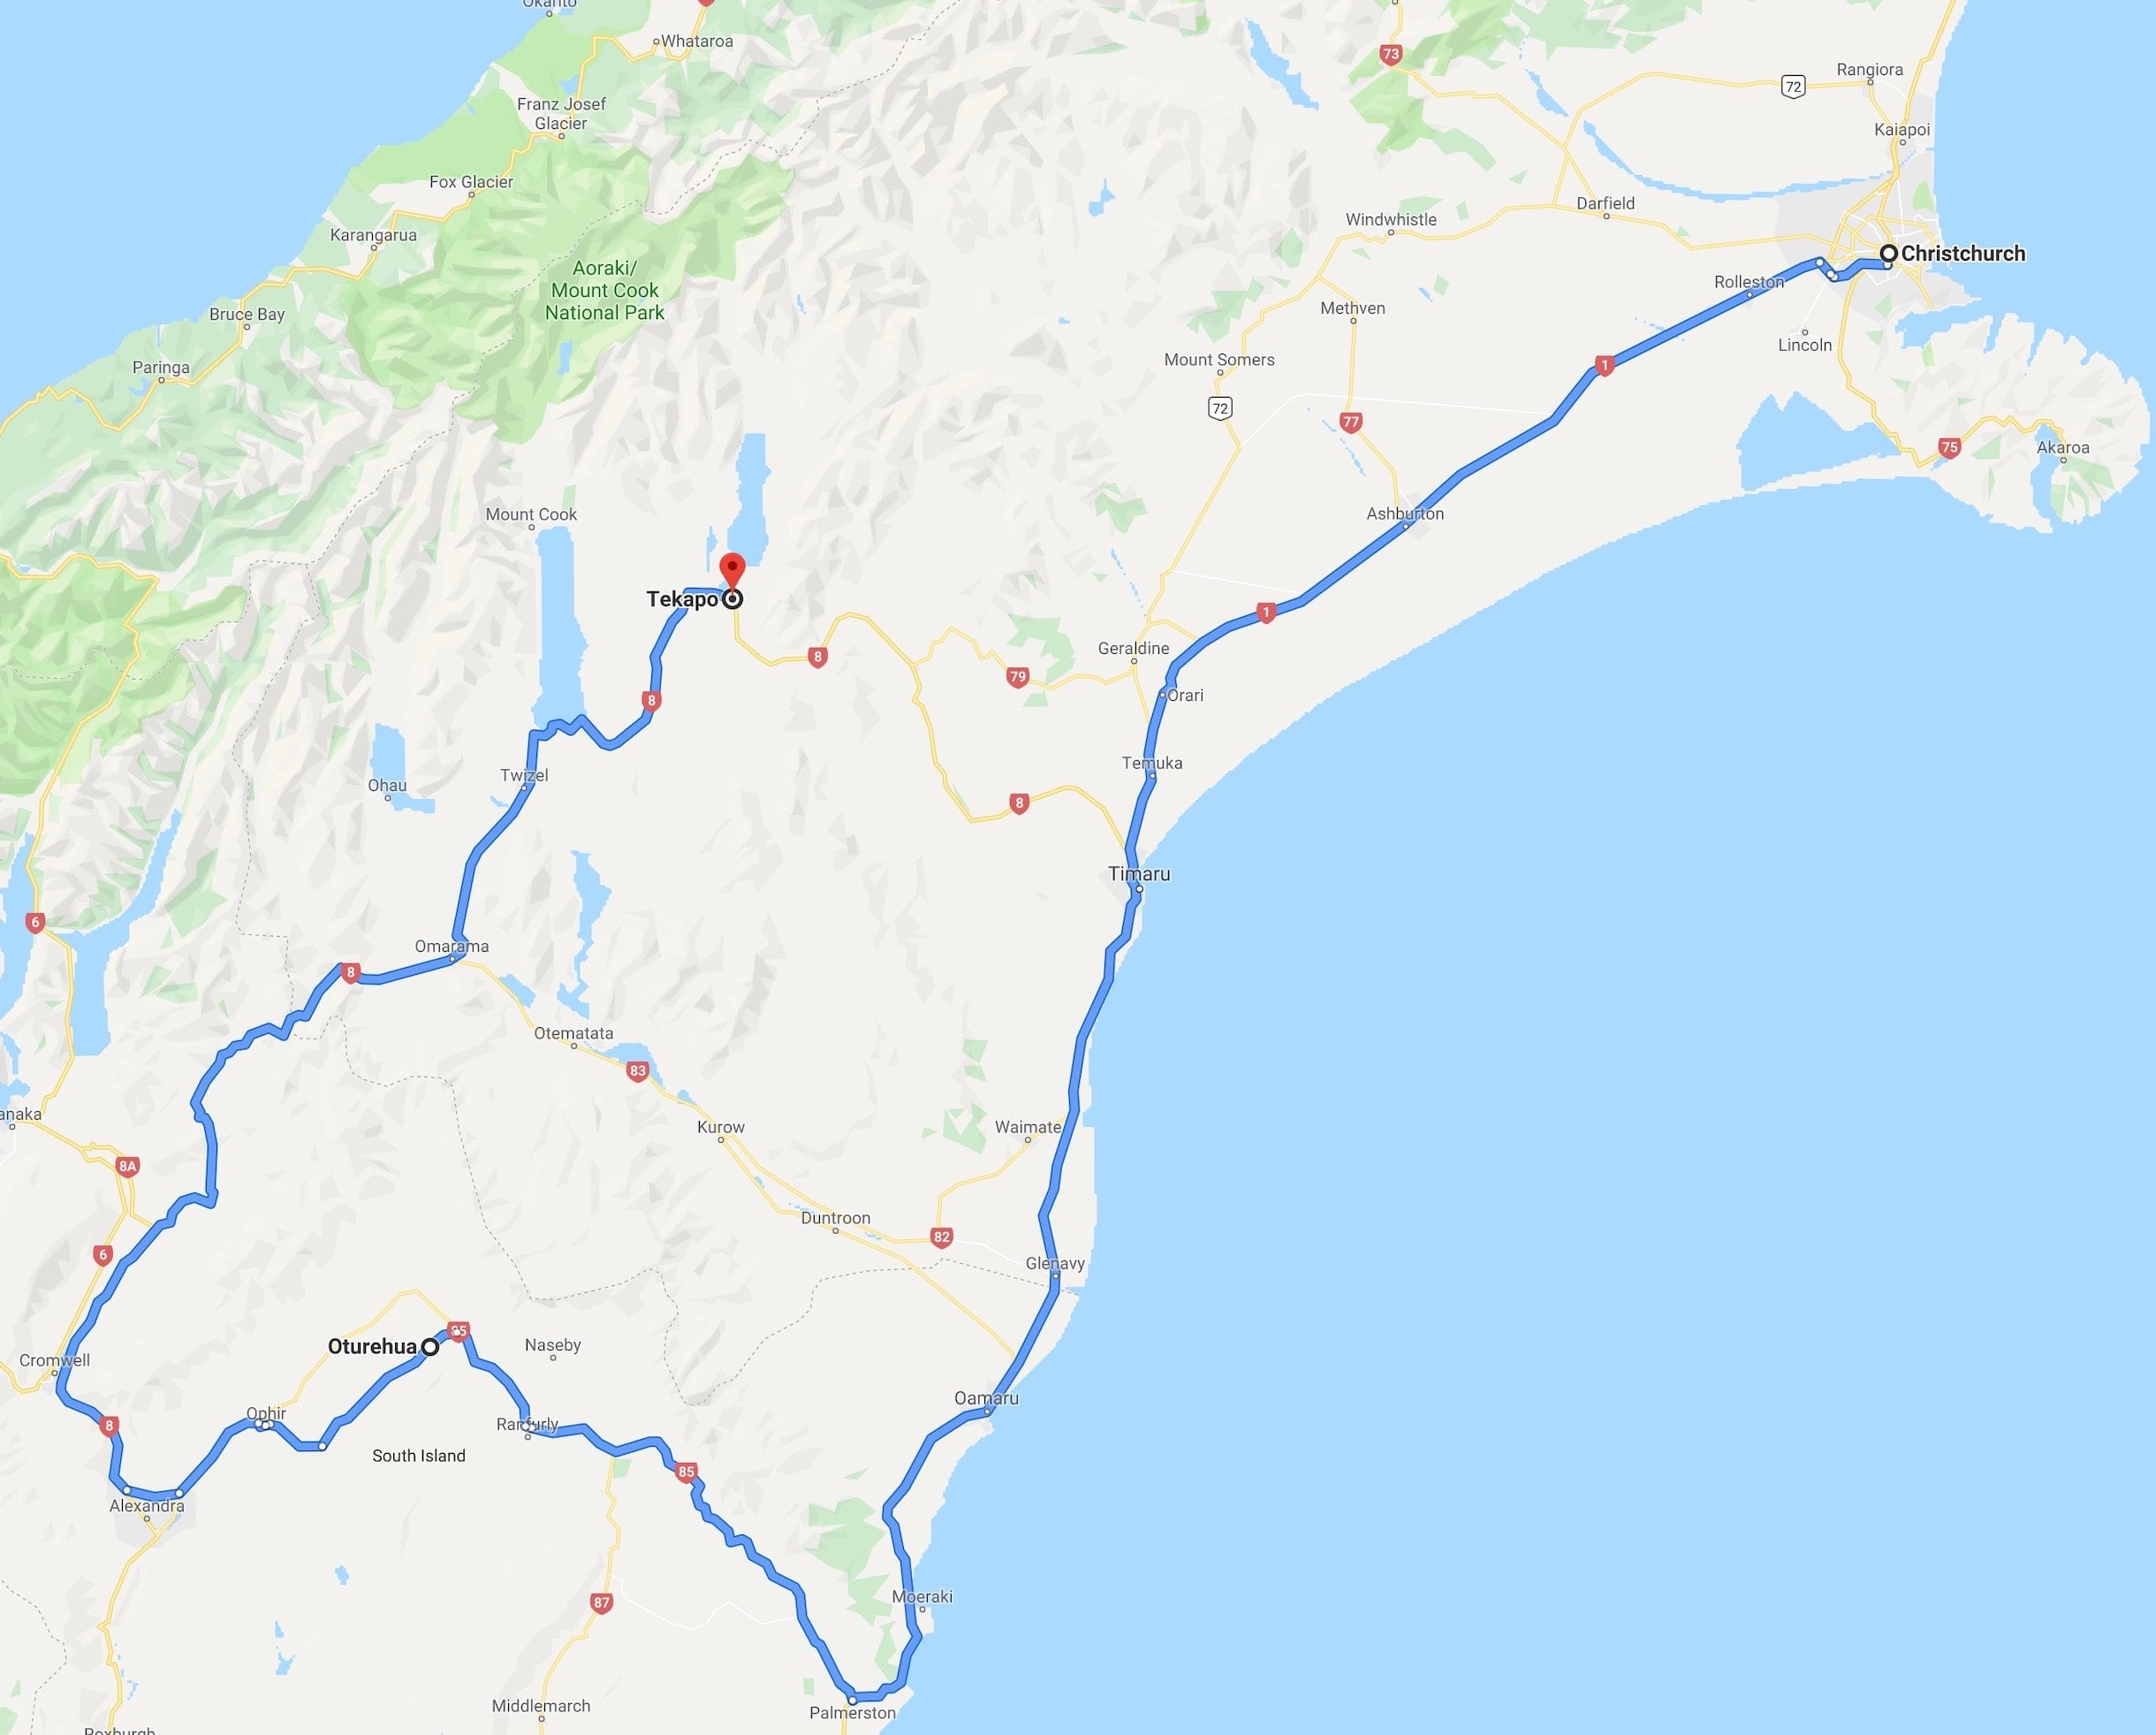 Okarito
Whataroa
73
72
Rangiora
Franz Josef
Glacier
Kaiapoi
Fox Glacier
Darfield
Windwhistle
Karangarua
Christchurch
Aoraki/
Mount Cook
National Park
Rolleston
Methven
Bruce Bay
Lincoln
Mount Somers
1
Paringa
72
77
75
Akaroa
Mount Cook
Ashburton
Tekapo
1
8
Geraldine
79
8
Orari
Temuka
Twizel
Ohau
8
Timaru
6
Omarama
8
Otematata
83
anaka
Kurow
Waimate
8A
Duntroon
82
6
Glenavy
85
Oturehua
Naseby
Cromwell
Oamaru
Ophir
8
Ranfurly
South Island
85
Alexandra
Moeraki
87
Middlemarch
Palmerston
Roxburgh